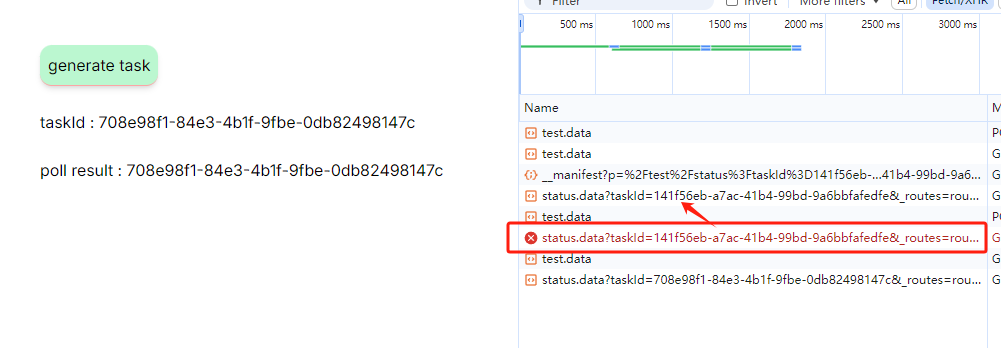 generate task
taskId : 708e98f1-84e3-4b1f-9fbe-0db82498147c
poll result : 708e98f1-84e3-4b1f-9fbe-0db82498147c
Filter Invert More filters All Fetch/XHR
500 ms 1000 ms 1500 ms 2000 ms 2500 ms 3000 ms
Name M
test.data PO
test.data G
__manifest?p=%2Ftest%2Fstatus%3FtaskId%3D141f56eb-...41b4-99bd-9a6... G
status.data?taskId=141f56eb-a7ac-41b4-99bd-9a6bbfafedfe&_routes=rou... G
test.data PO
status.data?taskId=141f56eb-a7ac-41b4-99bd-9a6bbfafedfe&_routes=rou... G
test.data G
status.data?taskId=708e98f1-84e3-4b1f-9fbe-0db82498147c&_routes=rou... G